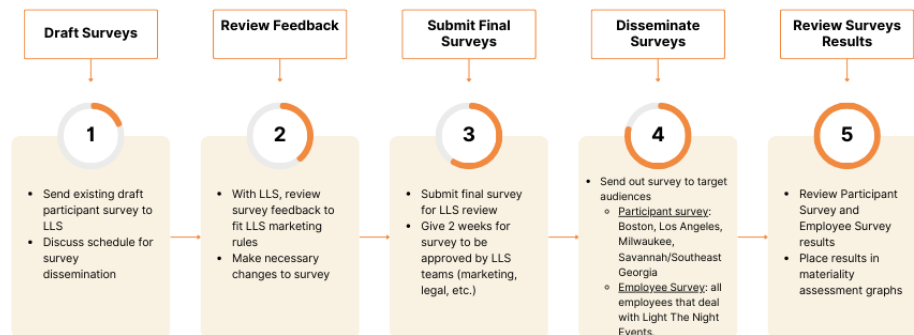 Draft Surveys
Review Feedback
Submit Final
Surveys
Disseminate
Surveys
Review Surveys
Results
1
2
3
4
5
• Send existing draft
participant survey to
LLS
• Discuss schedule for
survey
dissemination
• With LLS, review
survey feedback to
fit LLS marketing
rules
• Make necessary
changes to survey
• Submit final survey
for LLS review
• Give 2 weeks for
survey to be
approved by LLS
teams (marketing,
legal, etc.)
• Send out survey to target
audiences
◦ Participant survey:
Boston, Los Angeles,
Milwaukee,
Savannah/Southeast
Georgia
◦ Employee Survey: all
employees that deal
with Light The Night
Events.
• Review Participant
Survey and
Employee Survey
results
• Place results in
materiality
assessment graphs